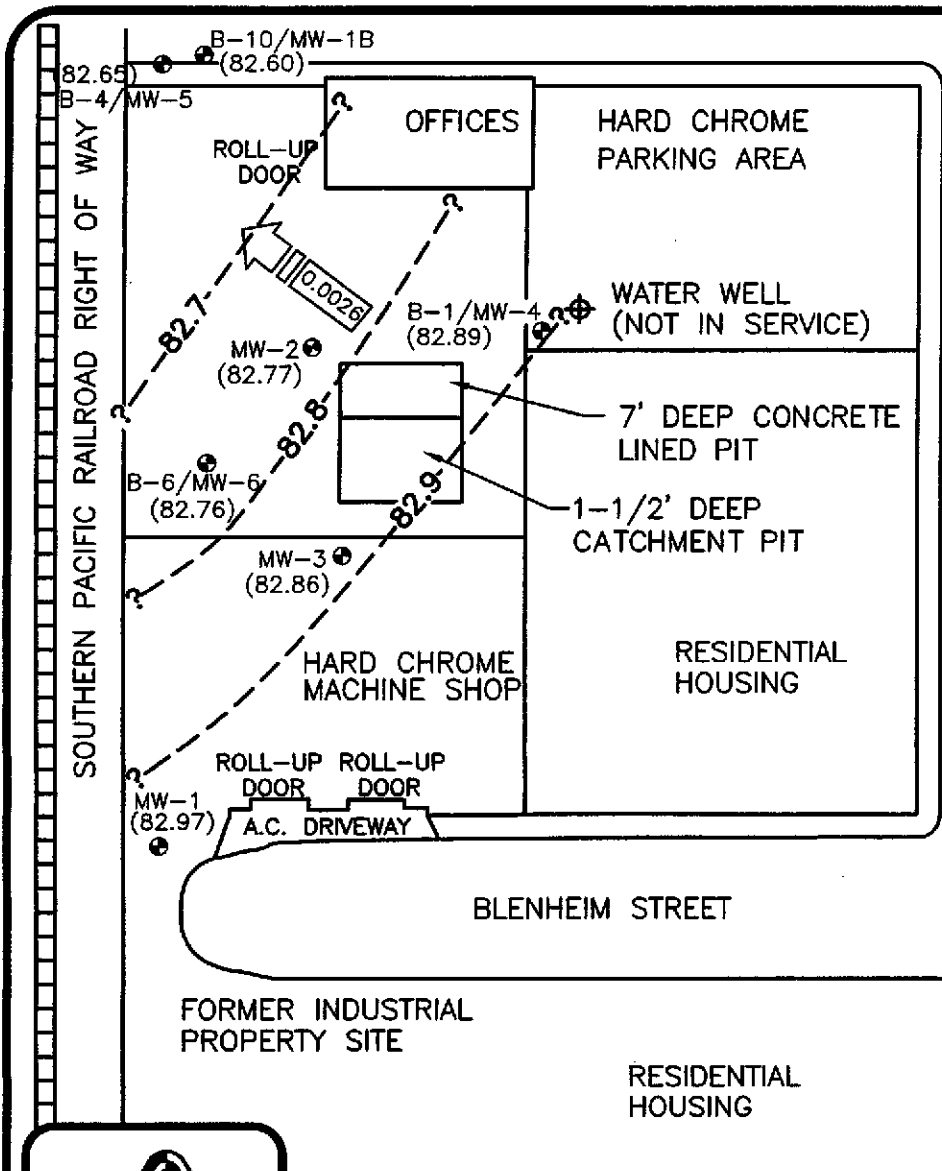 B-10/MW-1B
(82.60)
(82.65)
B-4/MW-5
OFFICES
HARD CHROME
PARKING AREA
ROLL-UP
DOOR
?
?
SOUTHERN PACIFIC RAILROAD RIGHT OF WAY
0.0026
B-1/MW-4
(82.89)
?
WATER WELL
(NOT IN SERVICE)
82.7
MW-2
(82.77)
?
82.8
7' DEEP CONCRETE
LINED PIT
B-6/MW-6
(82.76)
82.9
1-1/2' DEEP
CATCHMENT PIT
MW-3
(82.86)
?
HARD CHROME
MACHINE SHOP
RESIDENTIAL
HOUSING
?
ROLL-UP
DOOR
ROLL-UP
DOOR
MW-1
(82.97)
A.C. DRIVEWAY
BLENHEIM STREET
FORMER INDUSTRIAL
PROPERTY SITE
RESIDENTIAL
HOUSING